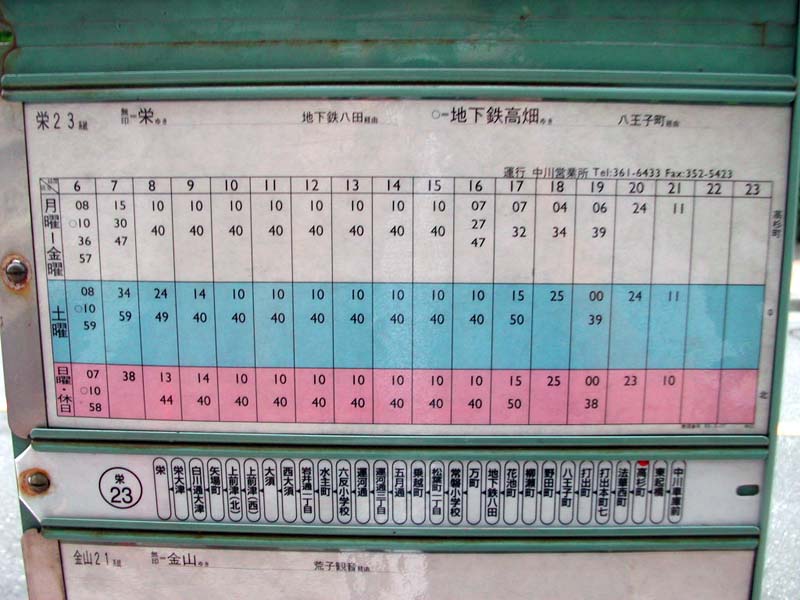 栄23組 無印=栄ゆき 地下鉄八田経由 ○=地下鉄高畑ゆき 八王子町経由
運行 中川営業所 Tel:361-6433 Fax:352-5423
6 7 8 9 10 11 12 13 14 15 16 17 18 19 20 21 22 23
月曜ー金曜
08 15 10 10 10 10 10 10 10 10 07 07 04 06 24 11
○10 30 40 40 40 40 40 40 40 40 27 32 34 39
36 47 47
57
高杉町
土曜
08 34 24 14 10 10 10 10 10 10 10 15 25 00 24 11
○10 59 49 40 40 40 40 40 40 40 40 50 39
59
日曜・休日
07 38 13 14 10 10 10 10 10 10 10 15 25 00 23 10
○10 44 40 40 40 40 40 40 40 40 50 38
58
北
栄
23
栄
栄大津
白川通大津
矢場町
上前津(北)
上前津(西)
大須
西大須
岩井通一丁目
水主町
六反小学校
運河通
運河通三丁目
五月通
乗越町
松葉町一丁目
常磐小学校
万町
地下鉄八田
花池町
柳瀬町
野田町
八王子町
打出町
打出本町七
法華西町
高杉町
東起橋
中川車庫前
金山21組 無印=金山ゆき 荒子観音経由